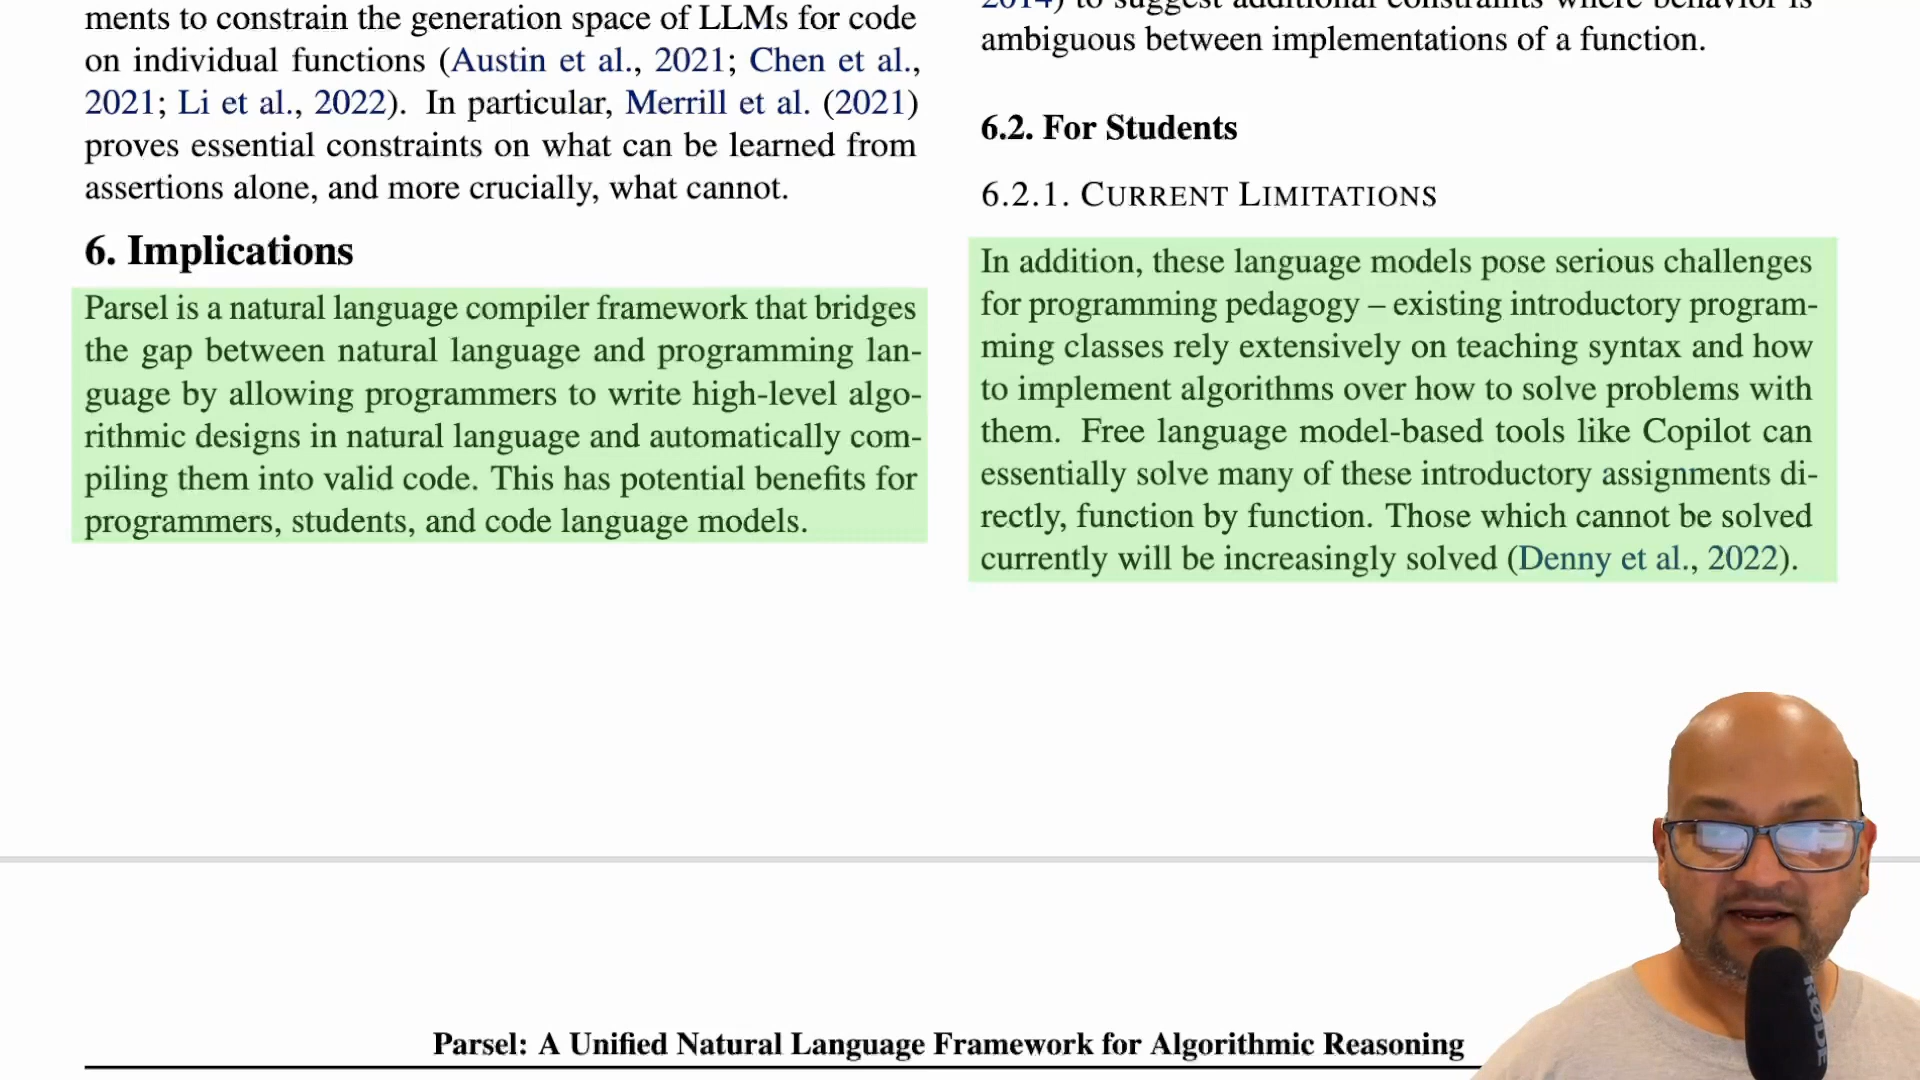 ments to constrain the generation space of LLMs for code
on individual functions (Austin et al., 2021; Chen et al.,
2021; Li et al., 2022). In particular, Merrill et al. (2021)
proves essential constraints on what can be learned from
assertions alone, and more crucially, what cannot.
6. Implications
Parsel is a natural language compiler framework that bridges
the gap between natural language and programming lan-
guage by allowing programmers to write high-level algo-
rithmic designs in natural language and automatically com-
piling them into valid code. This has potential benefits for
programmers, students, and code language models.
2014) to suggest additional constraints where behavior is
ambiguous between implementations of a function.
6.2. For Students
6.2.1. CURRENT LIMITATIONS
In addition, these language models pose serious challenges
for programming pedagogy – existing introductory program-
ming classes rely extensively on teaching syntax and how
to implement algorithms over how to solve problems with
them. Free language model-based tools like Copilot can
essentially solve many of these introductory assignments di-
rectly, function by function. Those which cannot be solved
currently will be increasingly solved (Denny et al., 2022).
Parsel: A Unified Natural Language Framework for Algorithmic Reasoning
RØDE